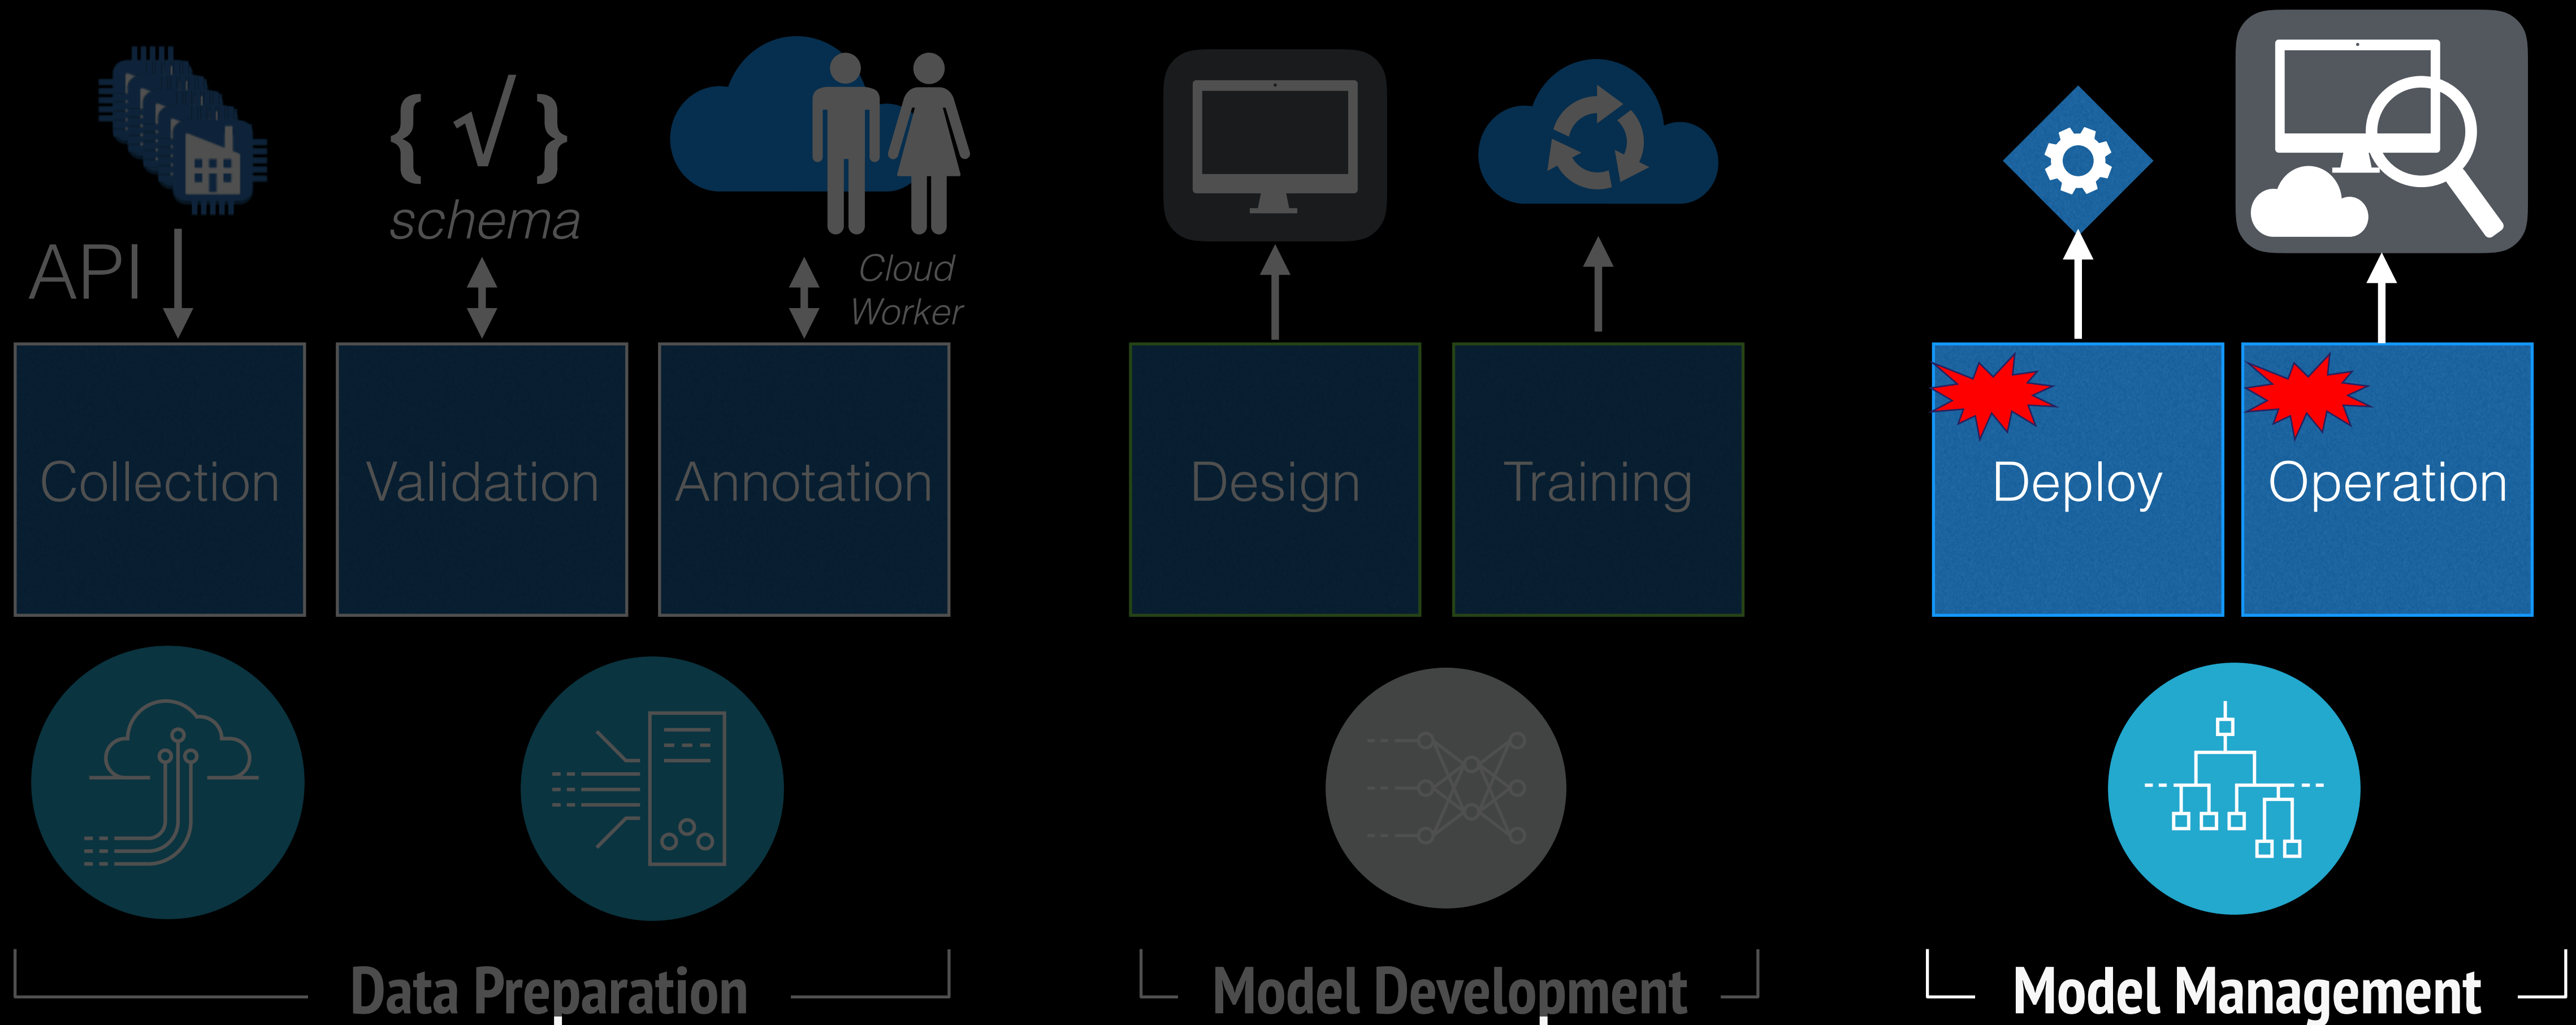 API
{ √ }
schema
Cloud
Worker
Collection
Validation
Annotation
Design
Training
Deploy
Operation
Data Preparation
Model Development
Model Management